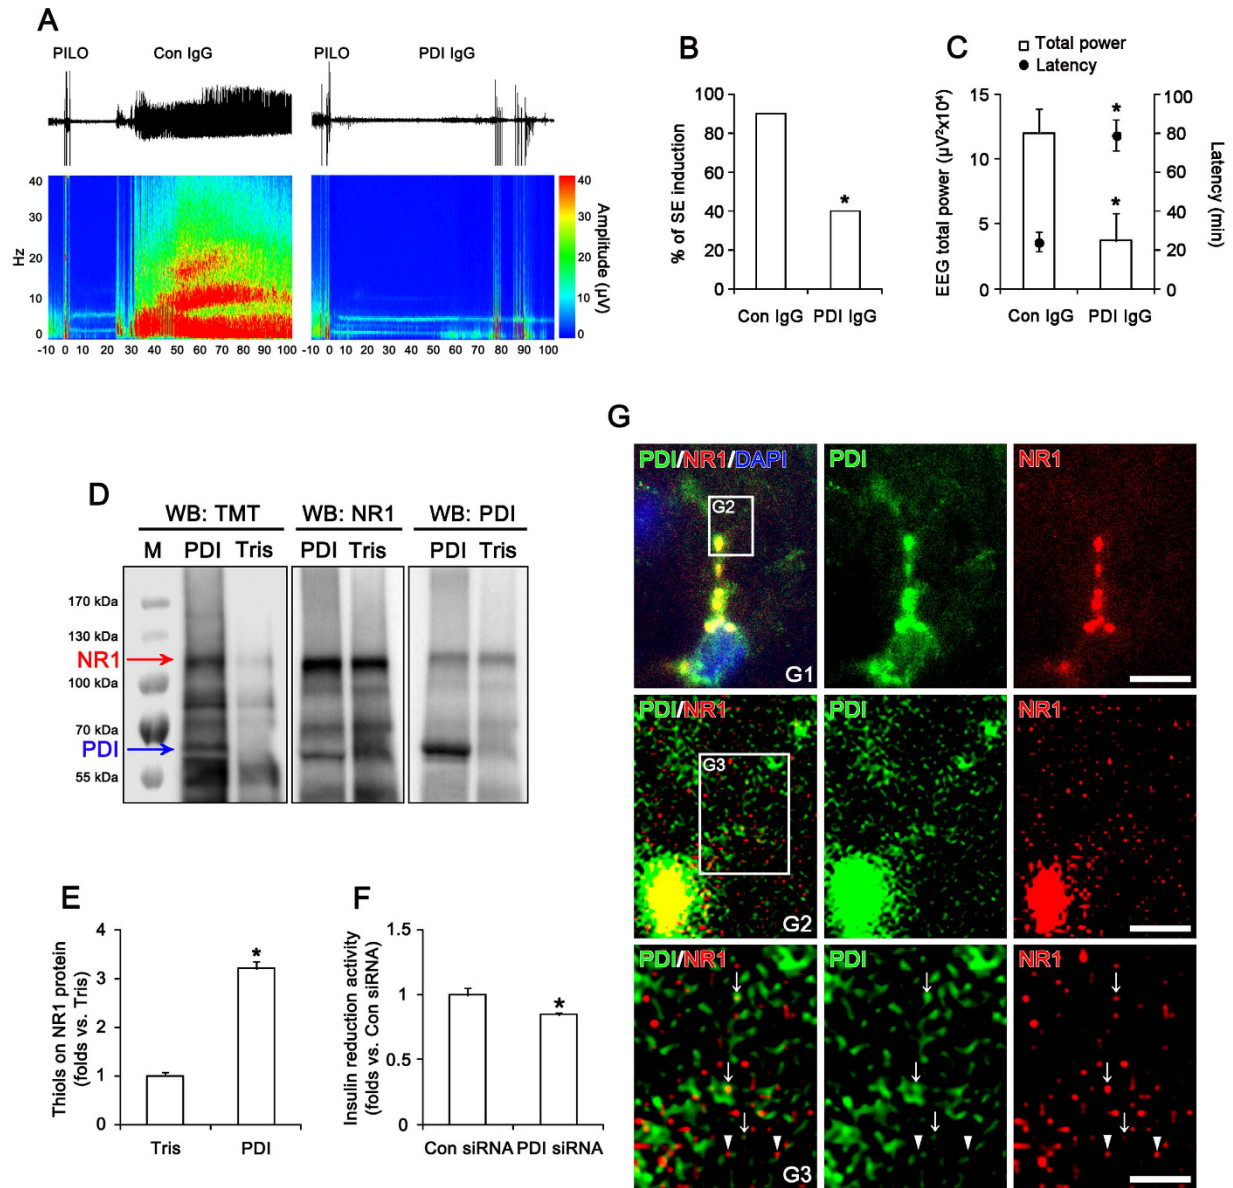 A
PILO Con IgG PILO PDI IgG
40
30
20
10
0
Hz
-10 0 10 20 30 40 50 60 70 80 90 100
-10 0 10 20 30 40 50 60 70 80 90 100
40
30
20
10
0
Amplitude (μV)
B
% of SE induction
100
80
60
40
20
0
*
Con IgG PDI IgG
C
Total power
Latency
EEG total power (μV²x10⁴)
15
10
5
0
100
80
60
40
20
0
Latency (min)
*
*
Con IgG PDI IgG
D
WB: TMT WB: NR1 WB: PDI
M PDI Tris PDI Tris PDI Tris
170 kDa
130 kDa
NR1
100 kDa
70 kDa
PDI
55 kDa
E
Thiols on NR1 protein
(folds vs. Tris)
4
3
2
1
0
*
Tris PDI
F
Insulin reduction activity
(folds vs. Con siRNA)
1.5
1
0.5
0
*
Con siRNA PDI siRNA
G
PDI/NR1/DAPI PDI NR1
G2
G1
PDI/NR1 PDI NR1
G3
G2
PDI/NR1 PDI NR1
G3